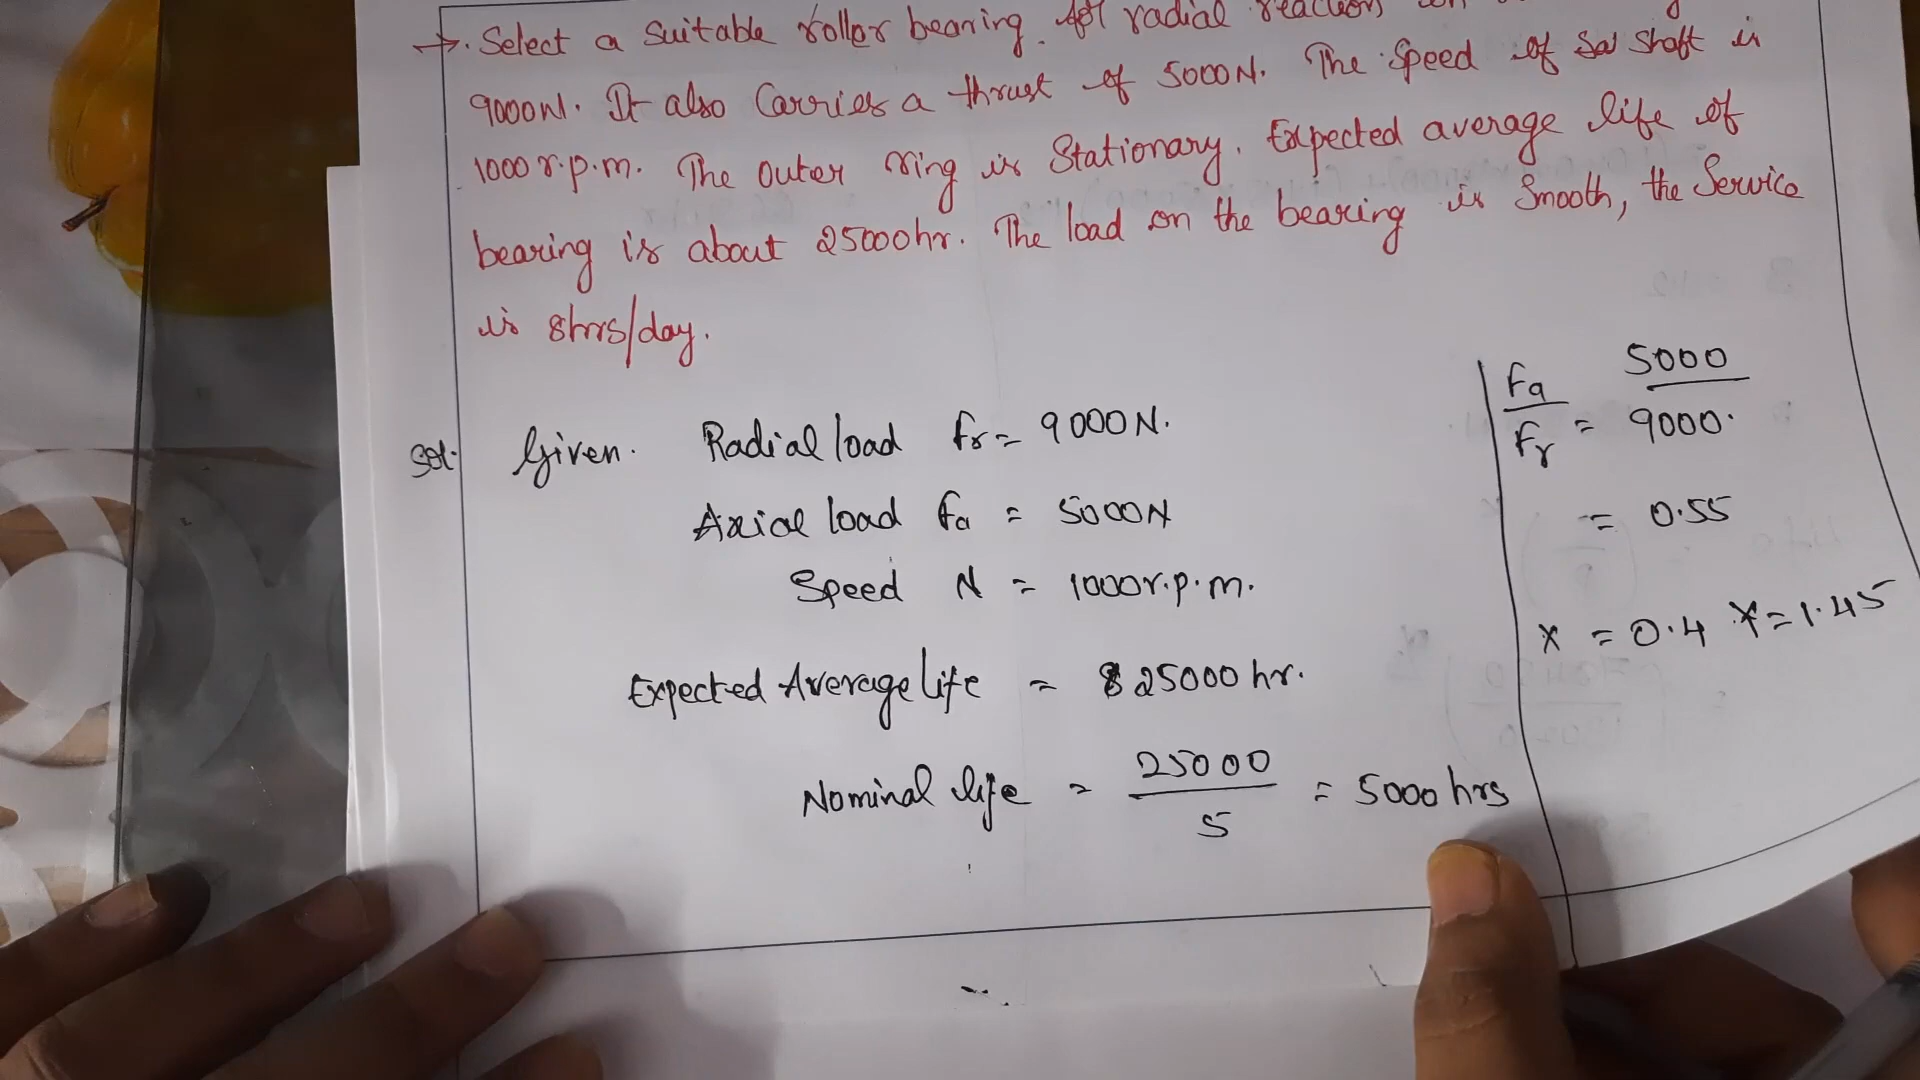 →. Select a suitable roller bearing for radial reaction
9000N. It also Carries a thrust of 5000N. The Speed of Shaft is
1000 r.p.m. The outer ring is Stationary. Expected average life of
bearing is about 25000hr. The load on the bearing is Smooth, the Service
is 8hrs/day.
Sol:- Given. Radial load Fr = 9000N.
Axial load Fa = 5000N
Speed N = 1000r.p.m.
Expected Average life = 25000 hr.
Nominal life = 25000 / 5 = 5000 hrs
Fa / Fr = 5000 / 9000.
= 0.55
X = 0.4 Y = 1.45